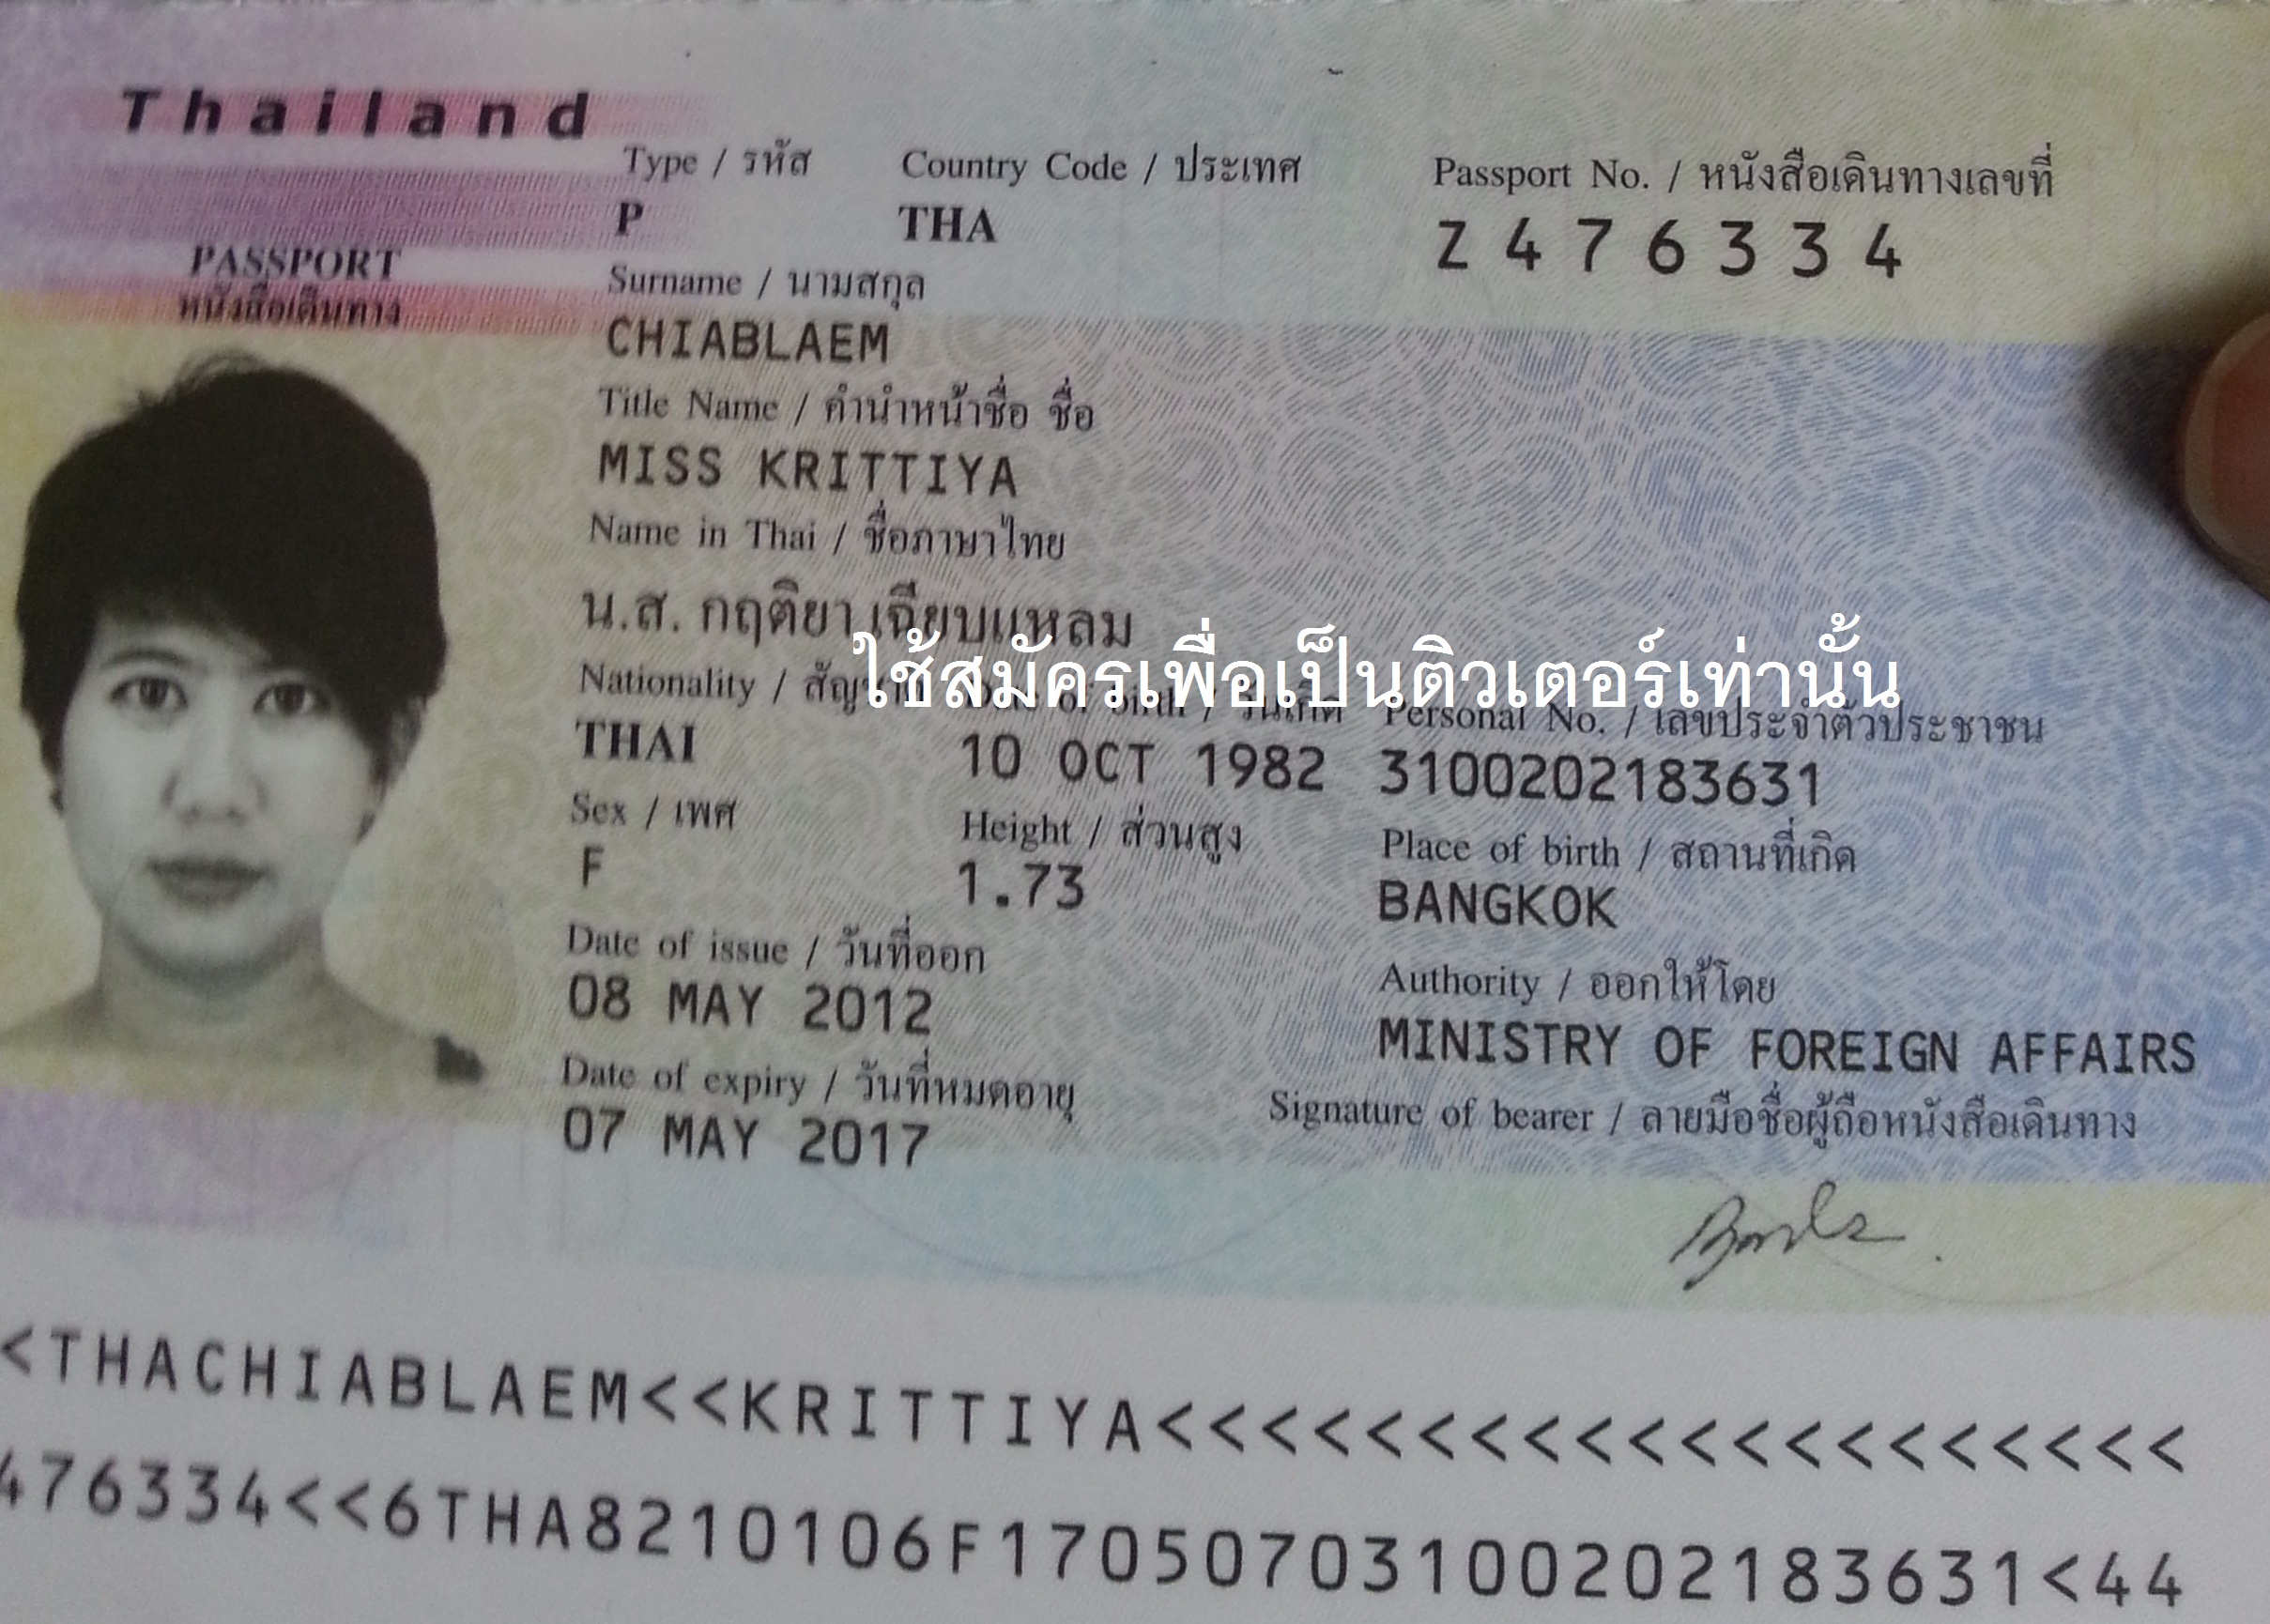 Thailand
Type / รหัส Country Code / ประเทศ Passport No. / หนังสือเดินทางเลขที่
P THA Z476334
PASSPORT
หนังสือเดินทาง
Surname / นามสกุล
CHIABLAEM
Title Name / คำนำหน้าชื่อ ชื่อ
MISS KRITTIYA
Name in Thai / ชื่อภาษาไทย
น.ส. กฤติยา เฉียบแหลม
ใช้สมัครเพื่อเป็นติวเตอร์เท่านั้น
Nationality / Date of birth / วันเกิด Personal No. / เลขประจำตัวประชาชน
THAI 10 OCT 1982 3100202183631
Sex / เพศ Height / ส่วนสูง Place of birth / สถานที่เกิด
F 1.73 BANGKOK
Date of issue / วันที่ออก Authority / ออกให้โดย
08 MAY 2012 MINISTRY OF FOREIGN AFFAIRS
Date of expiry / วันที่หมดอายุ Signature of bearer / ลายมือชื่อผู้ถือหนังสือเดินทาง
07 MAY 2017
<THACHIABLAEM<<KRITTIYA<<<<<<<<<<<<<<<<<<<<
476334<<6THA8210106F17050703100202183631<44